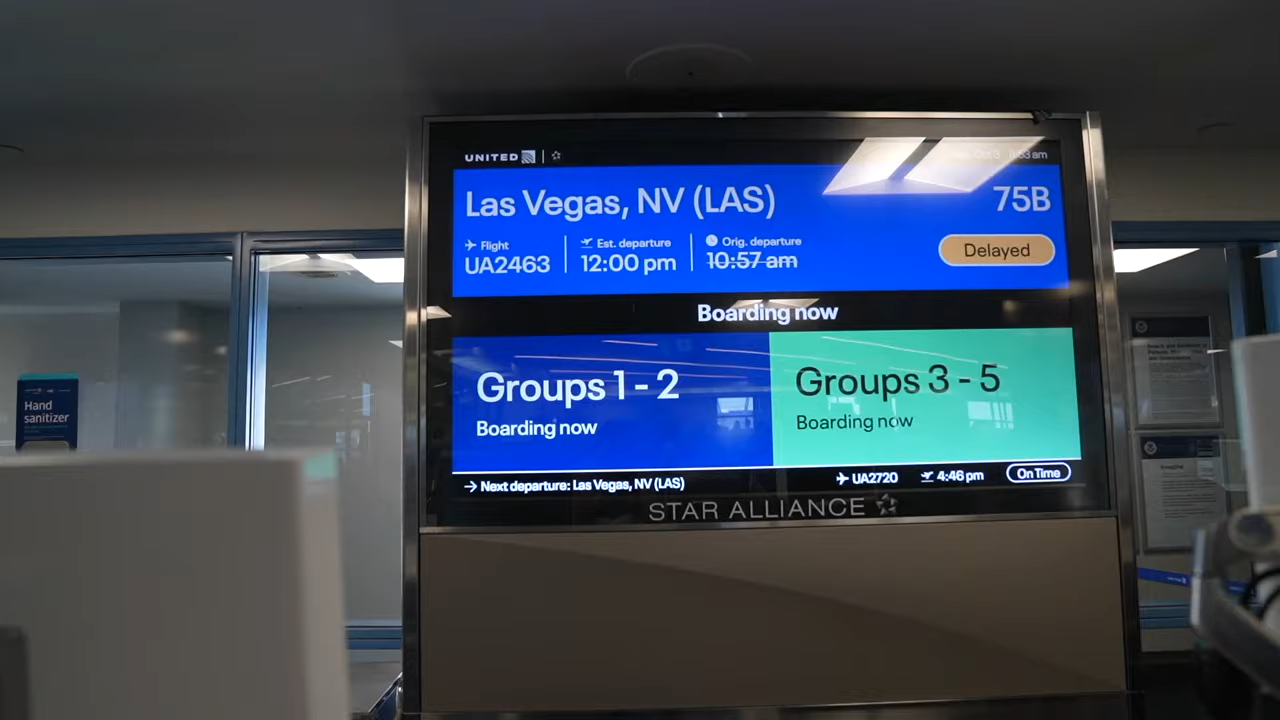 UNITED
Las Vegas, NV (LAS)
75B
Flight
UA2463
Est. departure
12:00 pm
Orig. departure
10:57 am
Delayed
Boarding now
Groups 1 - 2
Boarding now
Groups 3 - 5
Boarding now
→ Next departure: Las Vegas, NV (LAS)
UA2720
4:46 pm
On Time
STAR ALLIANCE
Hand
sanitizer